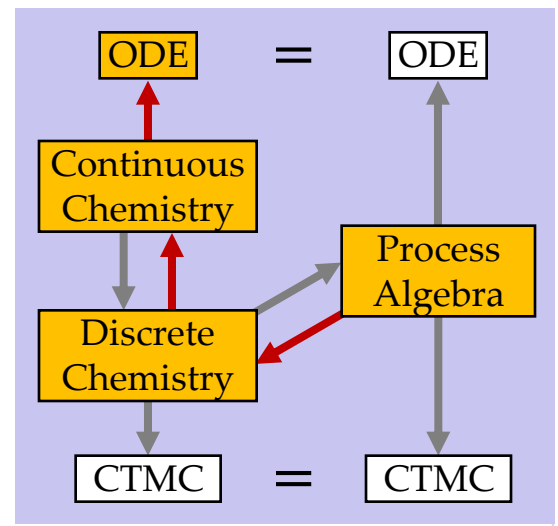 ODE = ODE
Continuous
Chemistry
Process
Algebra
Discrete
Chemistry
CTMC = CTMC